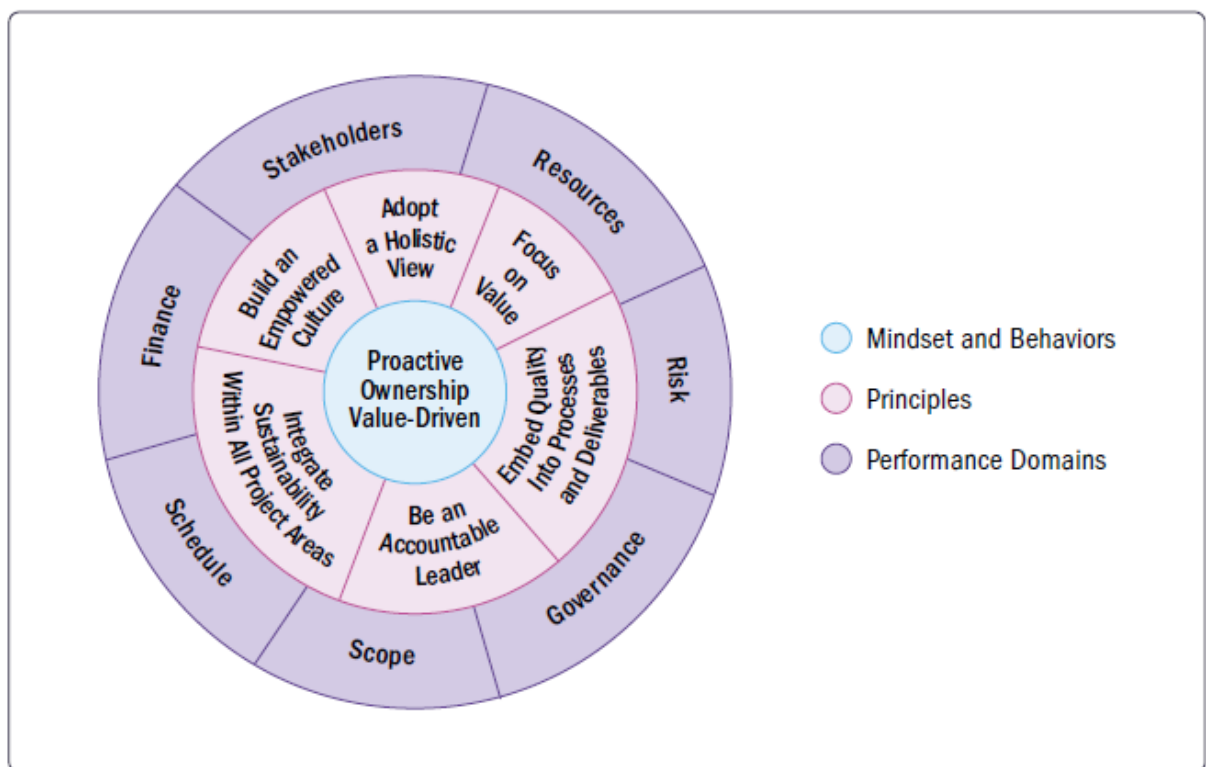 Stakeholders
Resources
Risk
Governance
Scope
Schedule
Finance
Adopt
a Holistic
View
Focus
on
Value
Embed Quality
Into Processes
and Deliverables
Be an
Accountable
Leader
Integrate
Sustainability
Within All Project Areas
Build an
Empowered
Culture
Proactive
Ownership
Value-Driven
Mindset and Behaviors
Principles
Performance Domains